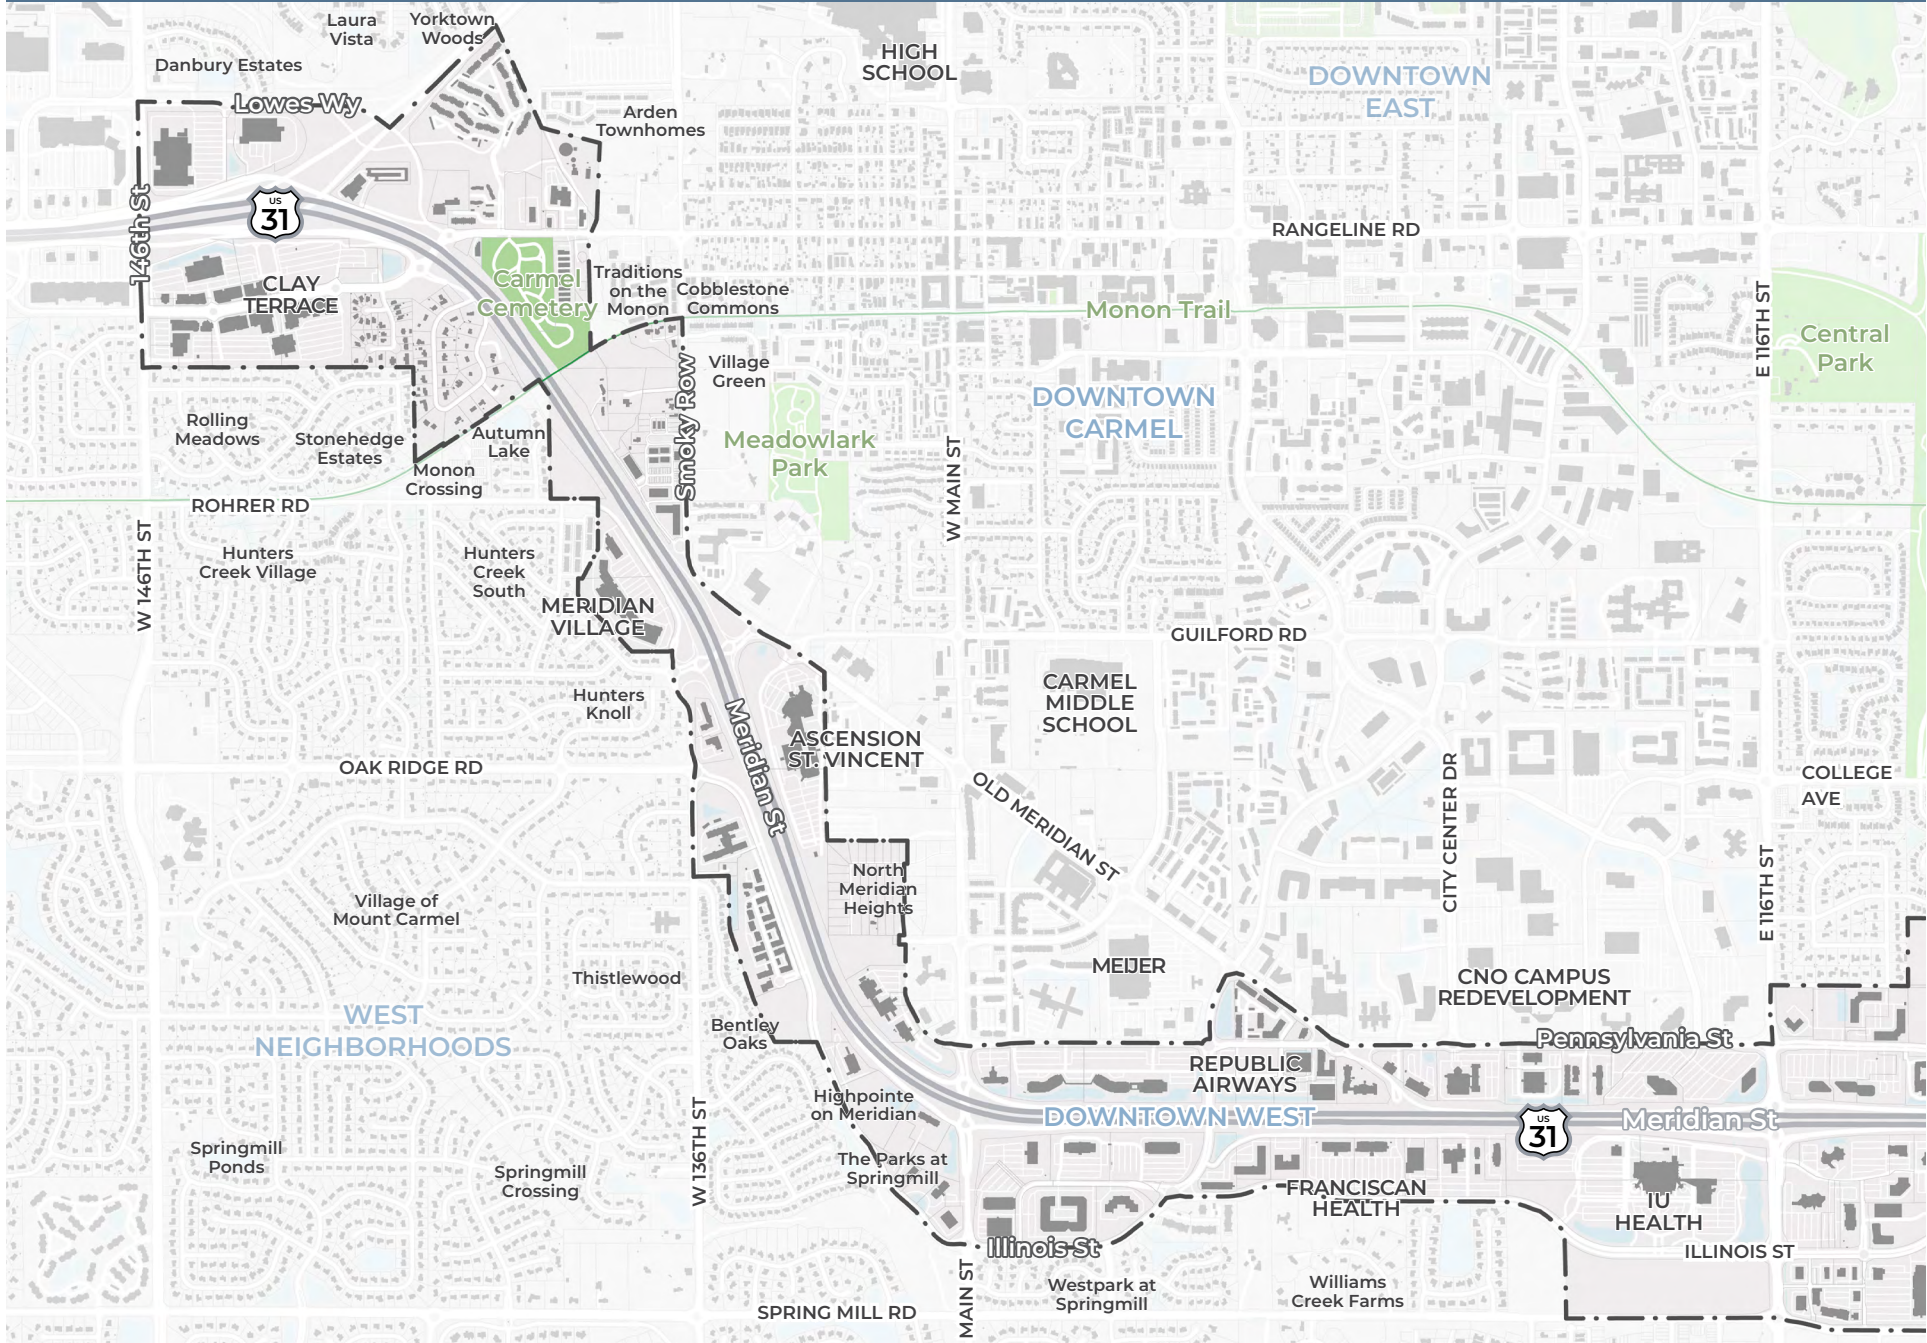 Laura
Vista
Yorktown
Woods
Danbury Estates
HIGH
SCHOOL
DOWNTOWN
EAST
Lowes Wy
Arden
Townhomes
146th St
US
31
RANGELINE RD
CLAY
TERRACE
Carmel
Cemetery
Traditions
on the
Monon
Cobblestone
Commons
Monon Trail
E 116TH ST
Central
Park
Village
Green
Smoky Row
DOWNTOWN
CARMEL
Rolling
Meadows
Stonehedge
Estates
Autumn
Lake
Monon
Crossing
Meadowlark
Park
W MAIN ST
ROHRER RD
W 146TH ST
Hunters
Creek Village
Hunters
Creek
South
MERIDIAN
VILLAGE
GUILFORD RD
Hunters
Knoll
CARMEL
MIDDLE
SCHOOL
Meridian St
ASCENSION
ST. VINCENT
OAK RIDGE RD
OLD MERIDIAN ST
CITY CENTER DR
COLLEGE
AVE
E 116TH ST
North
Meridian
Heights
Village of
Mount Carmel
Thistlewood
MEIJER
CNO CAMPUS
REDEVELOPMENT
WEST
NEIGHBORHOODS
Bentley
Oaks
Pennsylvania St
REPUBLIC
AIRWAYS
Highpointe
on Meridian
DOWNTOWN WEST
US
31
Meridian St
W 136TH ST
Springmill
Ponds
Springmill
Crossing
The Parks at
Springmill
FRANCISCAN
HEALTH
IU
HEALTH
Illinois St
ILLINOIS ST
MAIN ST
Westpark at
Springmill
Williams
Creek Farms
SPRING MILL RD